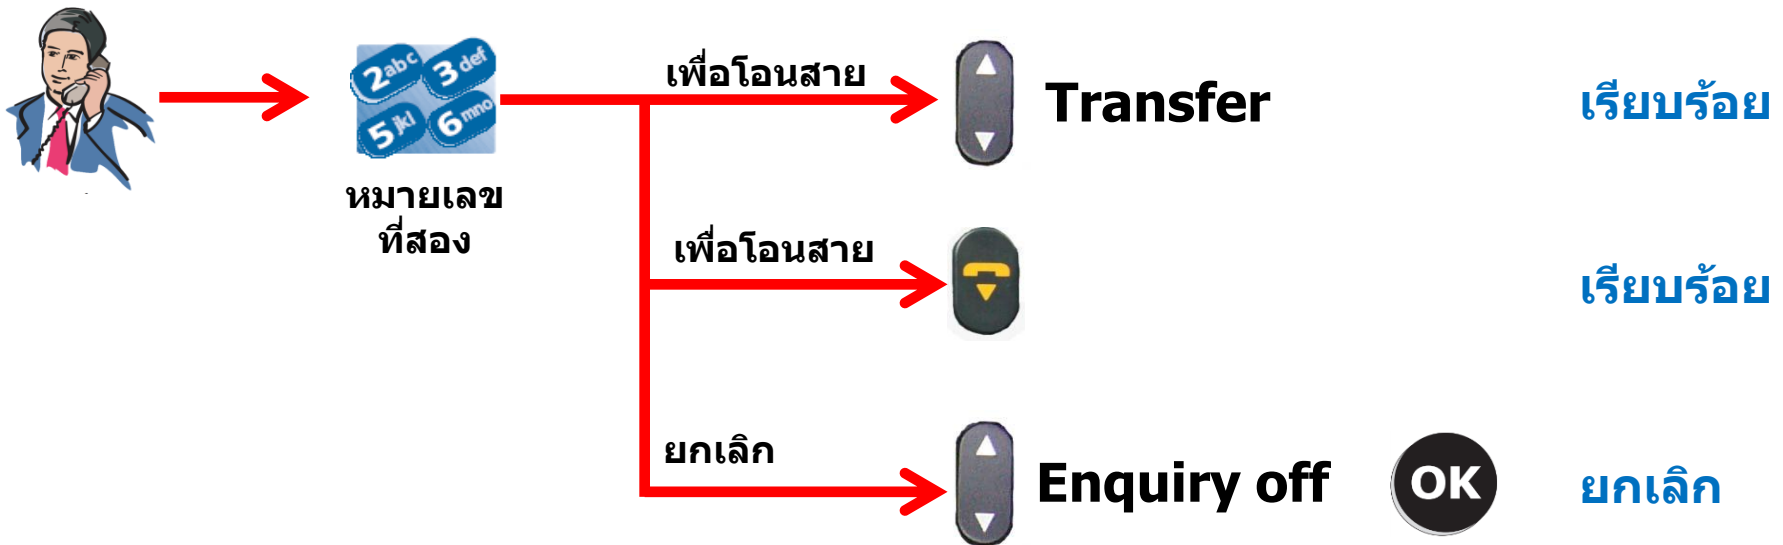 2abc 3def
5jkl 6mno
หมายเลข
ที่สอง
เพื่อโอนสาย
Transfer
เรียบร้อย
เพื่อโอนสาย
เรียบร้อย
ยกเลิก
Enquiry off
OK
ยกเลิก